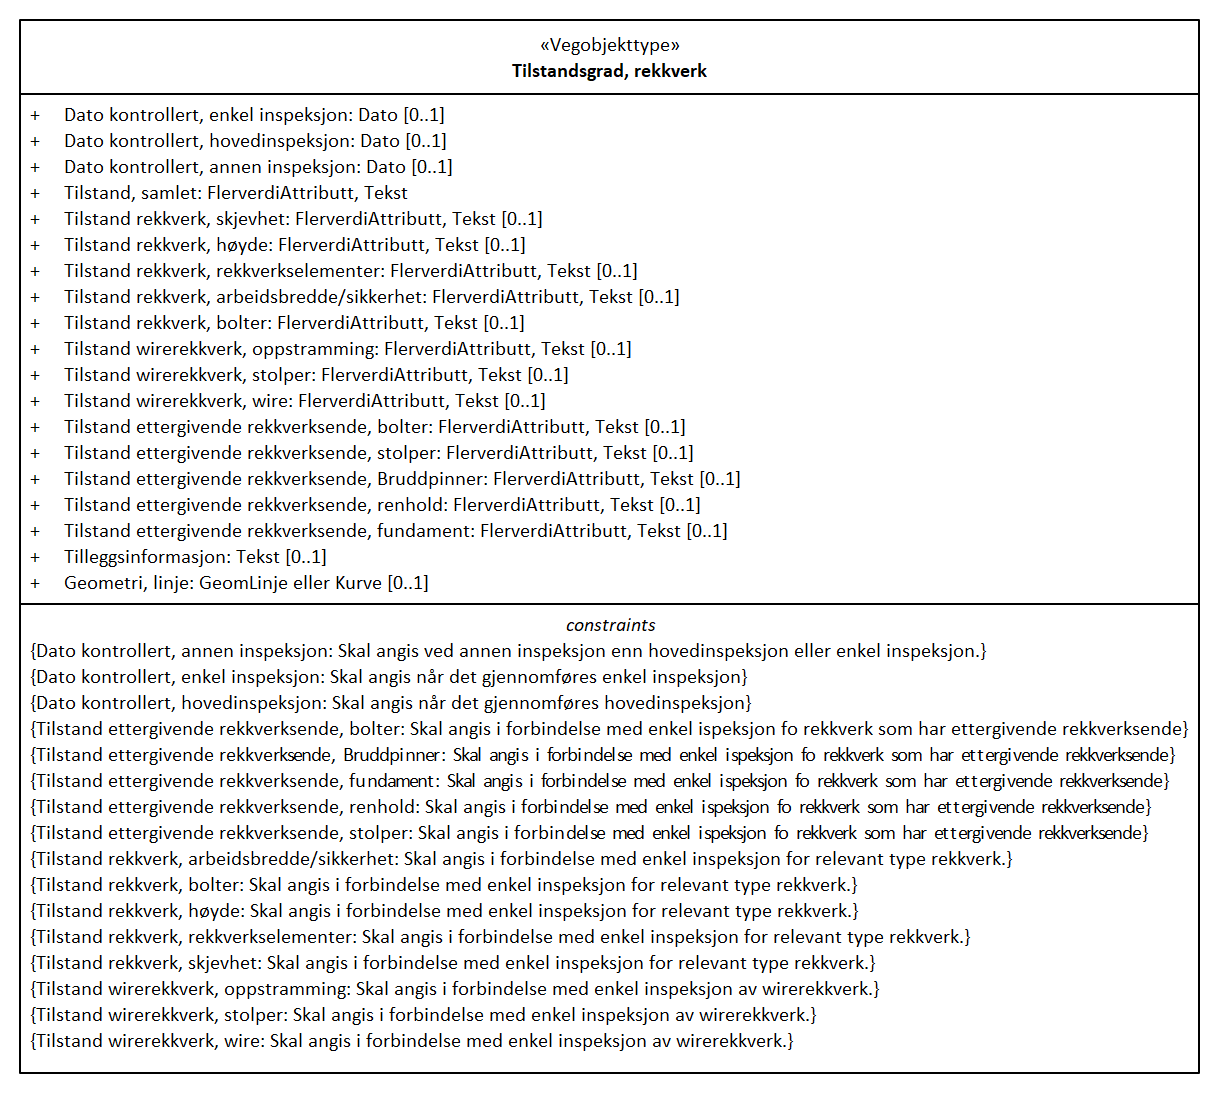 «Vegobjekttype»
Tilstandsgrad, rekkverk
+ Dato kontrollert, enkel inspeksjon: Dato [0..1]
+ Dato kontrollert, hovedinspeksjon: Dato [0..1]
+ Dato kontrollert, annen inspeksjon: Dato [0..1]
+ Tilstand, samlet: FlerverdiAttributt, Tekst
+ Tilstand rekkverk, skjevhet: FlerverdiAttributt, Tekst [0..1]
+ Tilstand rekkverk, høyde: FlerverdiAttributt, Tekst [0..1]
+ Tilstand rekkverk, rekkverkselementer: FlerverdiAttributt, Tekst [0..1]
+ Tilstand rekkverk, arbeidsbredde/sikkerhet: FlerverdiAttributt, Tekst [0..1]
+ Tilstand rekkverk, bolter: FlerverdiAttributt, Tekst [0..1]
+ Tilstand wirerekkverk, oppstramming: FlerverdiAttributt, Tekst [0..1]
+ Tilstand wirerekkverk, stolper: FlerverdiAttributt, Tekst [0..1]
+ Tilstand wirerekkverk, wire: FlerverdiAttributt, Tekst [0..1]
+ Tilstand ettergivende rekkverksende, bolter: FlerverdiAttributt, Tekst [0..1]
+ Tilstand ettergivende rekkverksende, stolper: FlerverdiAttributt, Tekst [0..1]
+ Tilstand ettergivende rekkverksende, Bruddpinner: FlerverdiAttributt, Tekst [0..1]
+ Tilstand ettergivende rekkverksende, renhold: FlerverdiAttributt, Tekst [0..1]
+ Tilstand ettergivende rekkverksende, fundament: FlerverdiAttributt, Tekst [0..1]
+ Tilleggsinformasjon: Tekst [0..1]
+ Geometri, linje: GeomLinje eller Kurve [0..1]
constraints
{Dato kontrollert, annen inspeksjon: Skal angis ved annen inspeksjon enn hovedinspeksjon eller enkel inspeksjon.}
{Dato kontrollert, enkel inspeksjon: Skal angis når det gjennomføres enkel inspeksjon}
{Dato kontrollert, hovedinspeksjon: Skal angis når det gjennomføres hovedinspeksjon}
{Tilstand ettergivende rekkverksende, bolter: Skal angis i forbindelse med enkel ispeksjon fo rekkverk som har ettergivende rekkverksende}
{Tilstand ettergivende rekkverksende, Bruddpinner: Skal angis i forbindelse med enkel ispeksjon fo rekkverk som har ettergivende rekkverksende}
{Tilstand ettergivende rekkverksende, fundament: Skal angis i forbindelse med enkel ispeksjon fo rekkverk som har ettergivende rekkverksende}
{Tilstand ettergivende rekkverksende, renhold: Skal angis i forbindelse med enkel ispeksjon fo rekkverk som har ettergivende rekkverksende}
{Tilstand ettergivende rekkverksende, stolper: Skal angis i forbindelse med enkel ispeksjon fo rekkverk som har ettergivende rekkverksende}
{Tilstand rekkverk, arbeidsbredde/sikkerhet: Skal angis i forbindelse med enkel inspeksjon for relevant type rekkverk.}
{Tilstand rekkverk, bolter: Skal angis i forbindelse med enkel inspeksjon for relevant type rekkverk.}
{Tilstand rekkverk, høyde: Skal angis i forbindelse med enkel inspeksjon for relevant type rekkverk.}
{Tilstand rekkverk, rekkverkselementer: Skal angis i forbindelse med enkel inspeksjon for relevant type rekkverk.}
{Tilstand rekkverk, skjevhet: Skal angis i forbindelse med enkel inspeksjon for relevant type rekkverk.}
{Tilstand wirerekkverk, oppstramming: Skal angis i forbindelse med enkel inspeksjon av wirerekkverk.}
{Tilstand wirerekkverk, stolper: Skal angis i forbindelse med enkel inspeksjon av wirerekkverk.}
{Tilstand wirerekkverk, wire: Skal angis i forbindelse med enkel inspeksjon av wirerekkverk.}